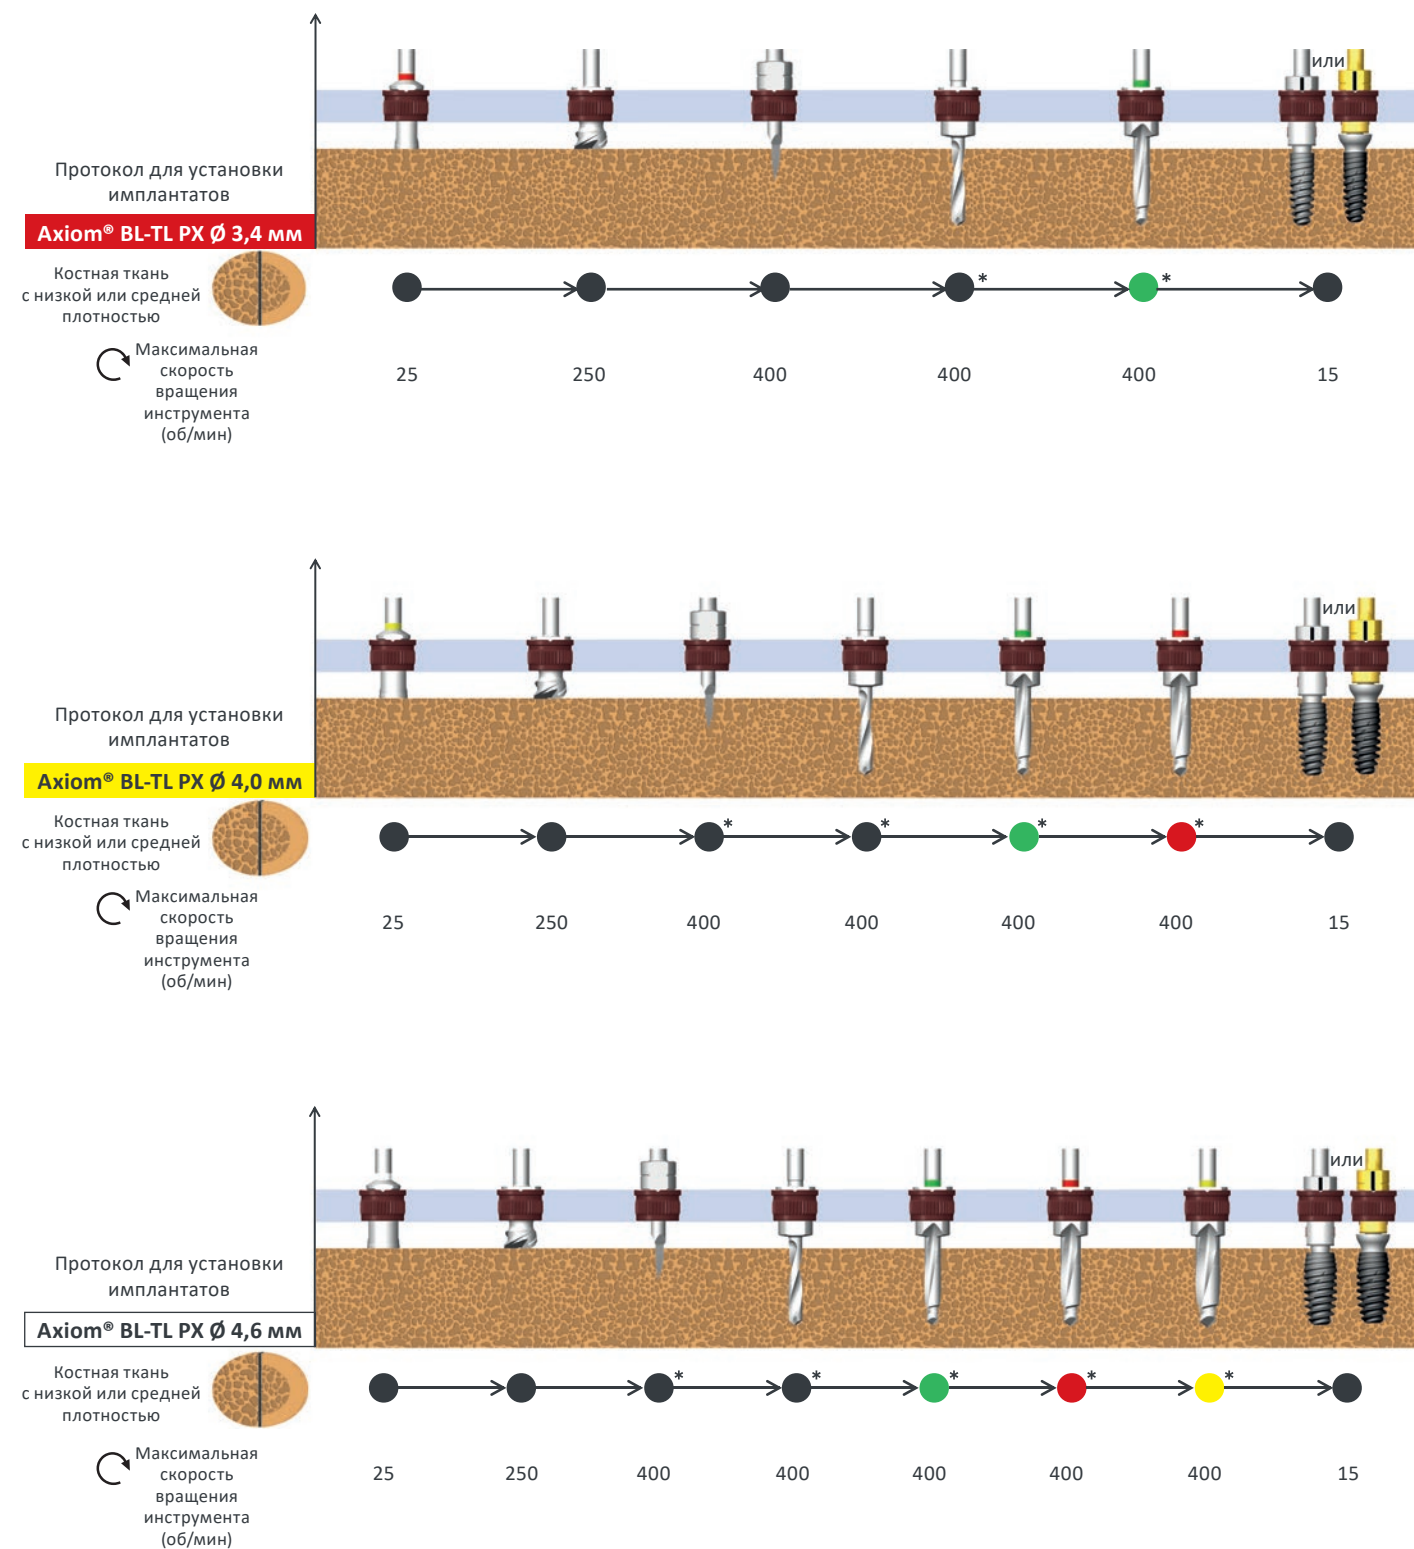 или
Протокол для установки
имплантатов
Axiom® BL-TL PX Ø 3,4 мм
Костная ткань
с низкой или средней
плотностью
* *
Максимальная
скорость
вращения
инструмента
(об/мин)
25 250 400 400 400 15
или
Протокол для установки
имплантатов
Axiom® BL-TL PX Ø 4,0 мм
Костная ткань
с низкой или средней
плотностью
* * * *
Максимальная
скорость
вращения
инструмента
(об/мин)
25 250 400 400 400 400 15
или
Протокол для установки
имплантатов
Axiom® BL-TL PX Ø 4,6 мм
Костная ткань
с низкой или средней
плотностью
* * * * *
Максимальная
скорость
вращения
инструмента
(об/мин)
25 250 400 400 400 400 400 15